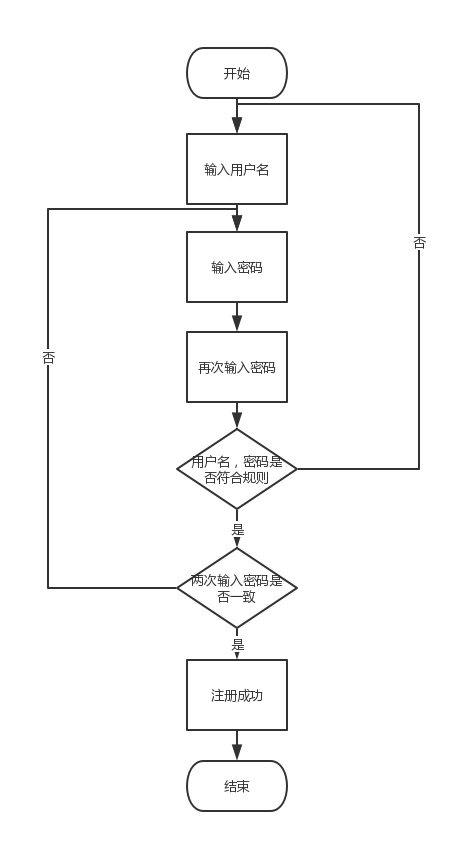 开始
输入用户名
否
输入密码
否
再次输入密码
用户名，密码是
否符合规则
是
两次输入密码是
否一致
是
注册成功
结束